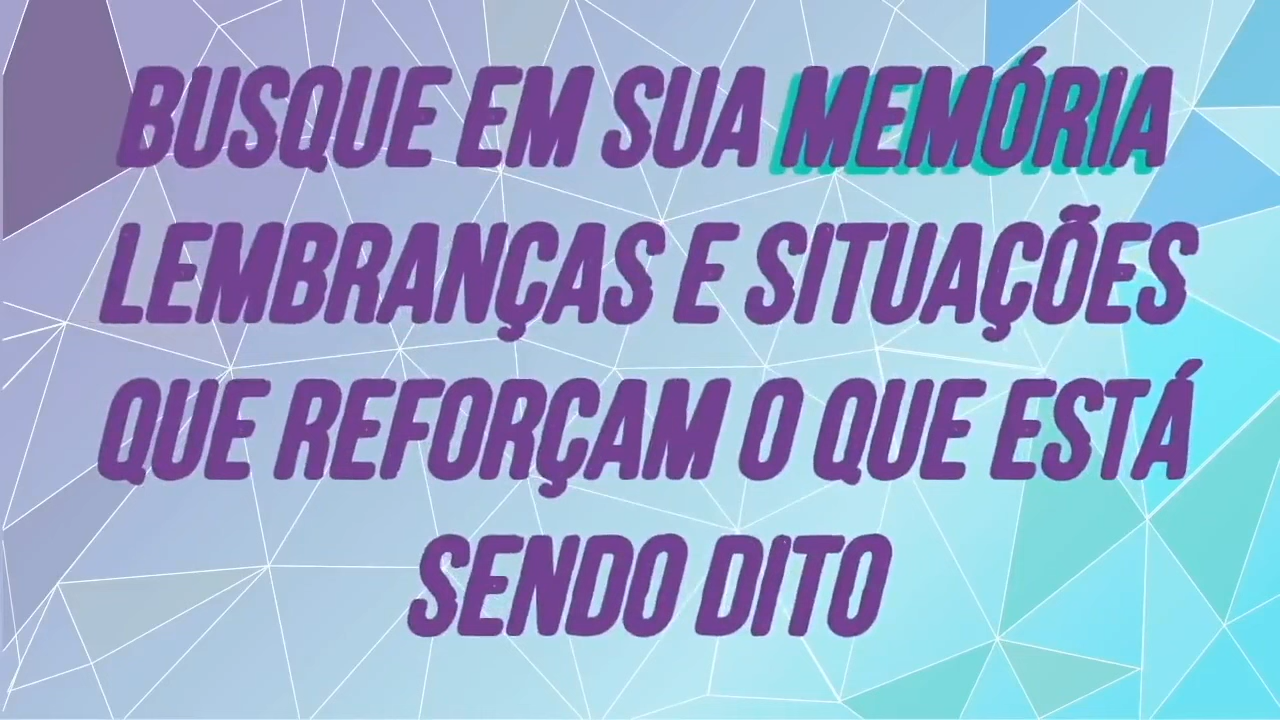 BUSQUE EM SUA MEMÓRIA
LEMBRANÇAS E SITUAÇÕES
QUE REFORÇAM O QUE ESTÁ
SENDO DITO